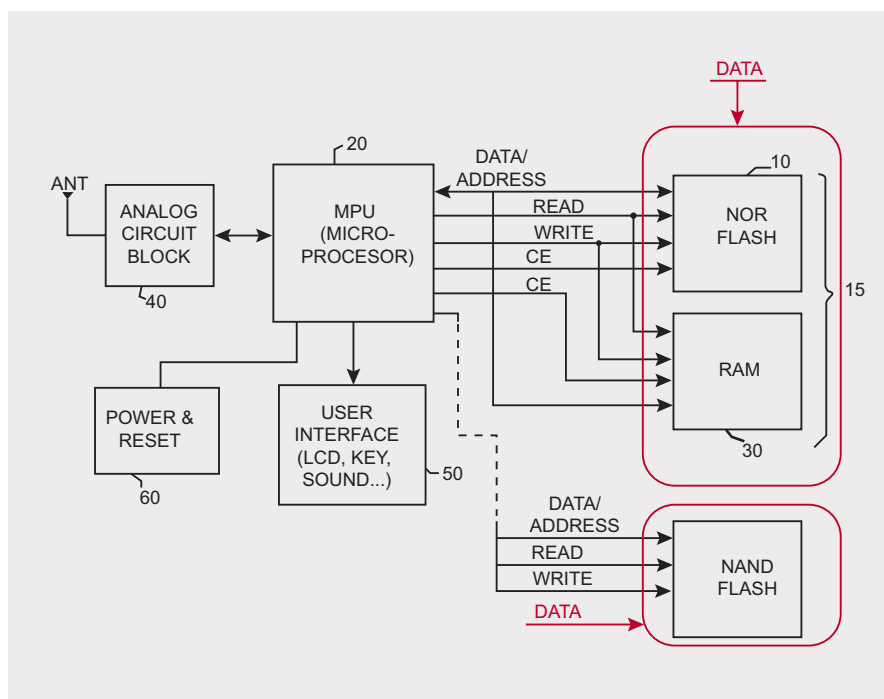 DATA
20
10
DATA/
ADDRESS
ANT
ANALOG
CIRCUIT
BLOCK
MPU
(MICRO-
PROCESOR)
READ
WRITE
CE
CE
NOR
FLASH
15
40
RAM
30
POWER &
RESET
60
USER
INTERFACE
(LCD, KEY,
SOUND...)
50
DATA/
ADDRESS
READ
WRITE
NAND
FLASH
DATA